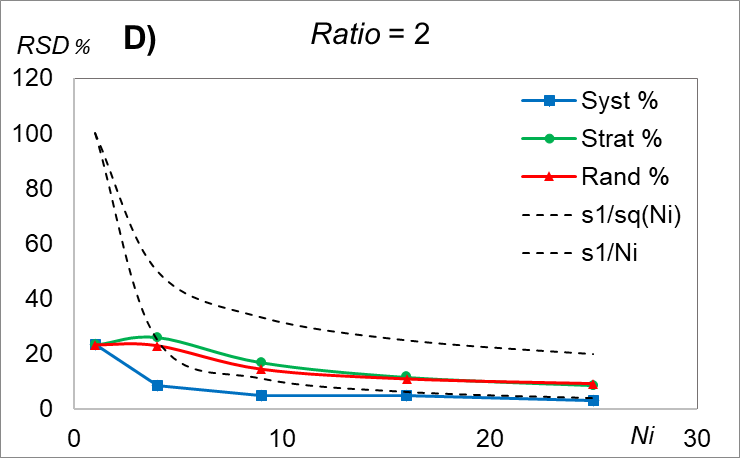 RSD % D) Ratio = 2
120
100
80
60
40
20
0
Syst %
Strat %
Rand %
s1/sq(Ni)
s1/Ni
0 10 20 Ni 30